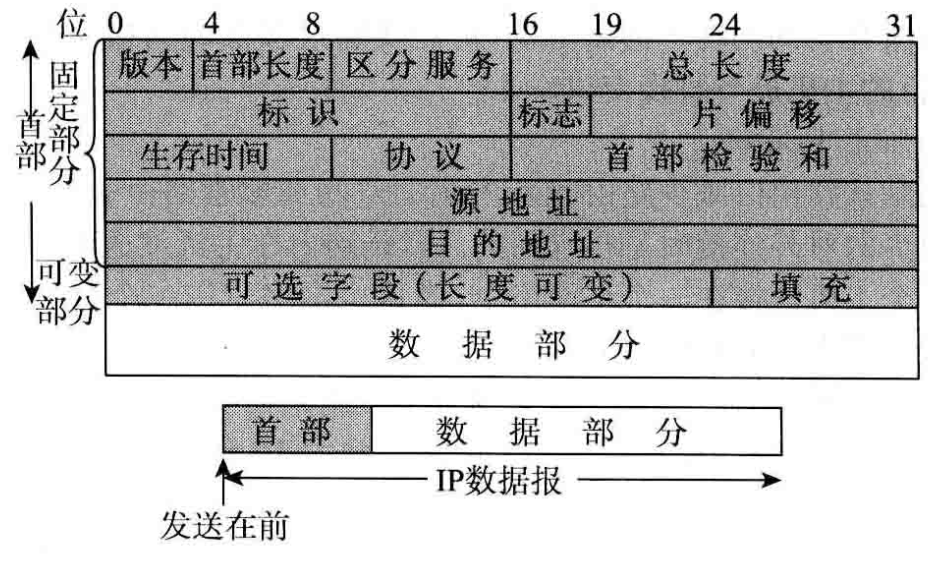 位 0 4 8 16 19 24 31
版本 首部长度 区分服务 总长度
标识 标志 片偏移
生存时间 协议 首部检验和
源地址
目的地址
可选字段(长度可变) 填充
数据部分
首部
固定部分
可变部分
首部 数据部分
IP数据报
发送在前